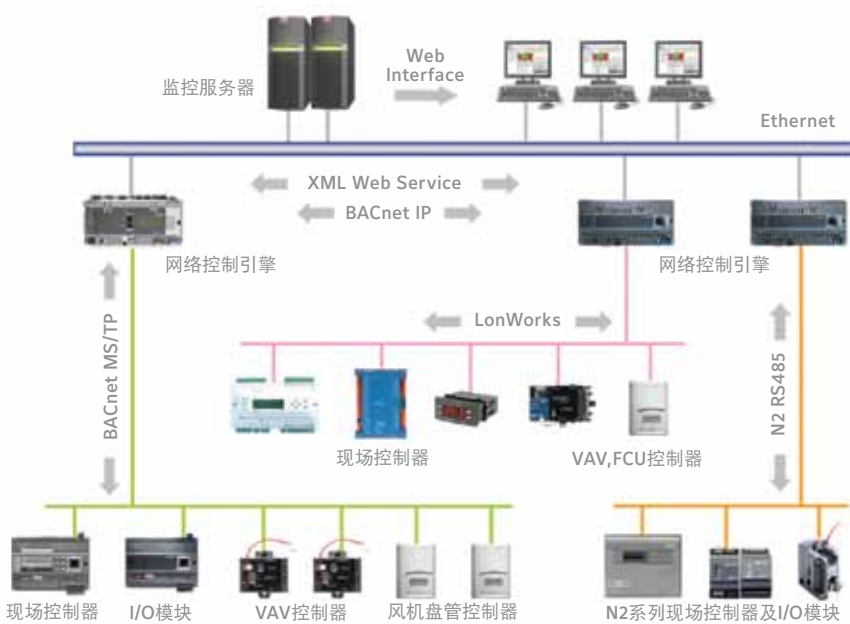 监控服务器
Web
Interface
Ethernet
XML Web Service
BACnet IP
网络控制引擎
网络控制引擎
BACnet MS/TP
LonWorks
N2 RS485
现场控制器
VAV,FCU控制器
现场控制器
I/O模块
VAV控制器
风机盘管控制器
N2系列现场控制器及I/O模块